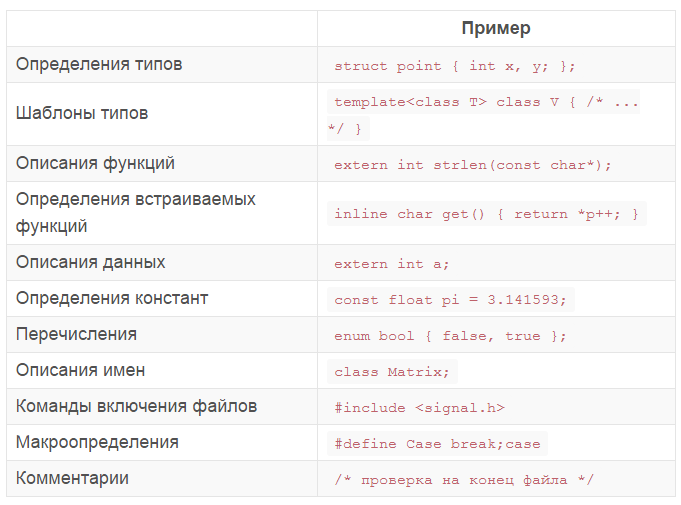 Пример
Определения типов
struct point { int x, y; };
Шаблоны типов
template<class T> class V { /* ...
*/ }
Описания функций
extern int strlen(const char*);
Определения встраиваемых
функций
inline char get() { return *p++; }
Описания данных
extern int a;
Определения констант
const float pi = 3.141593;
Перечисления
enum bool { false, true };
Описания имен
class Matrix;
Команды включения файлов
#include <signal.h>
Макроопределения
#define Case break;case
Комментарии
/* проверка на конец файла */